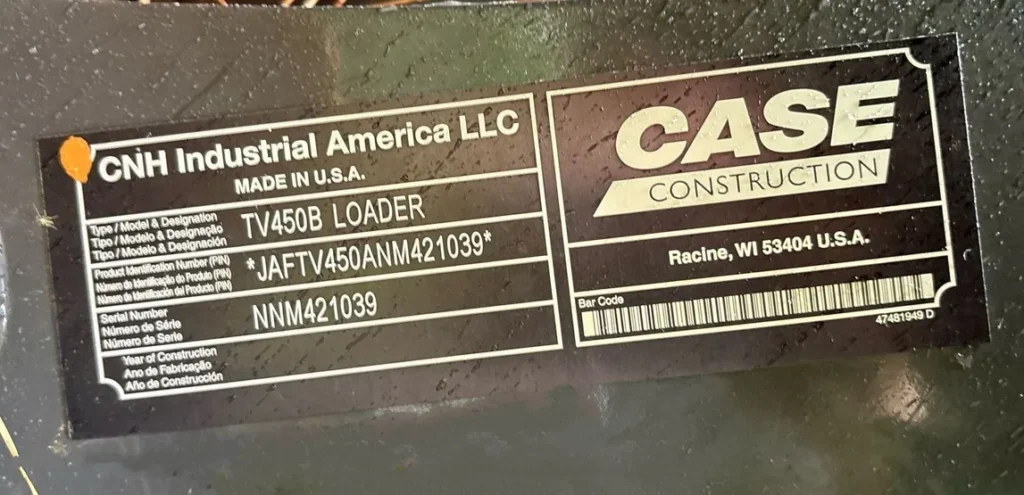 CNH Industrial America LLC
MADE IN U.S.A.
Type / Model & Designation
Tipo / Modelo & Designação
Tipo / Modelo & Designación
TV450B LOADER
Product Identification Number (PIN)
Número de Identificação do Produto (PIN)
Número de Identificación del Producto (PIN)
*JAFTV450ANM421039*
Serial Number
Número de Série
Número de Serie
NNM421039
Year of Construction
Ano de Fabricação
Año de Construcción
CASE
CONSTRUCTION
Racine, WI 53404 U.S.A.
Bar Code
47481949 D